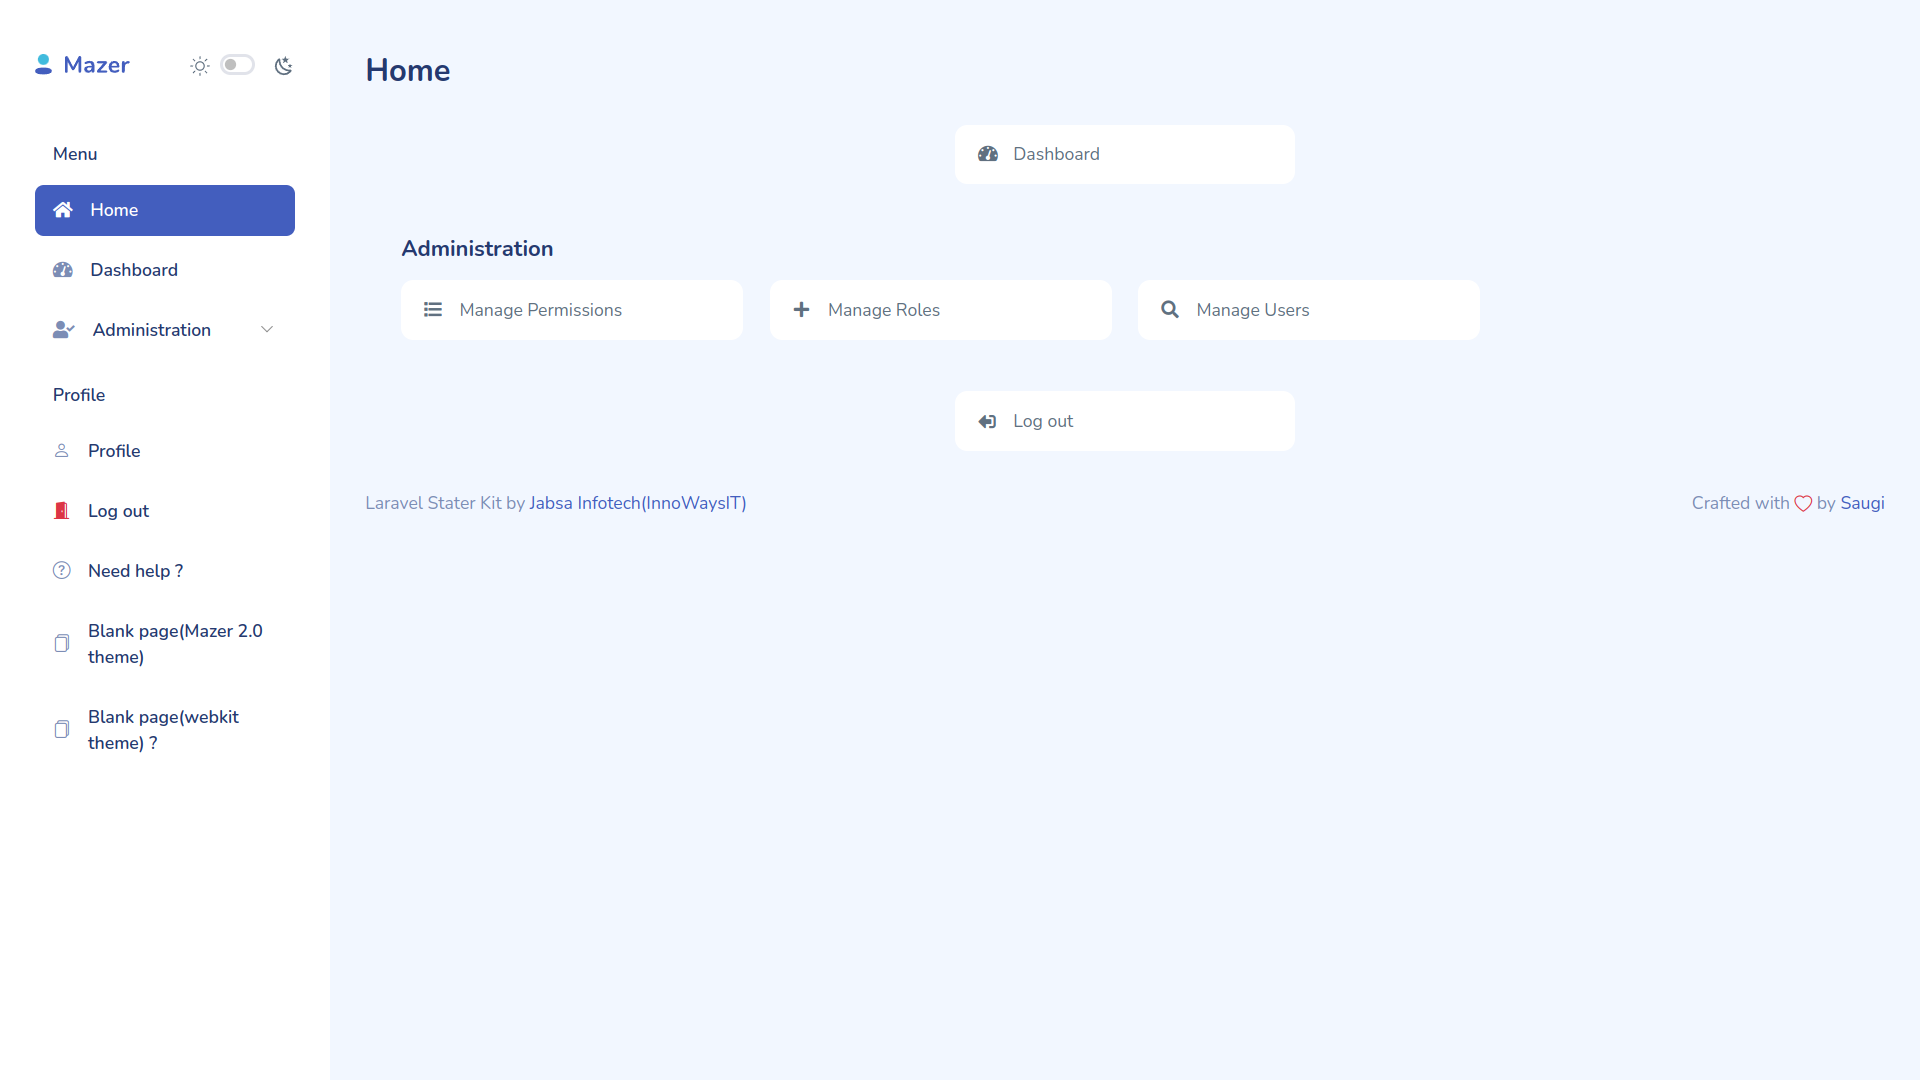 Mazer
Menu
Home
Dashboard
Administration
Profile
Profile
Log out
Need help ?
Blank page(Mazer 2.0
theme)
Blank page(webkit
theme) ?
Home
Dashboard
Administration
Manage Permissions
Manage Roles
Manage Users
Log out
Laravel Stater Kit by Jabsa Infotech(InnoWaysIT)
Crafted with by Saugi